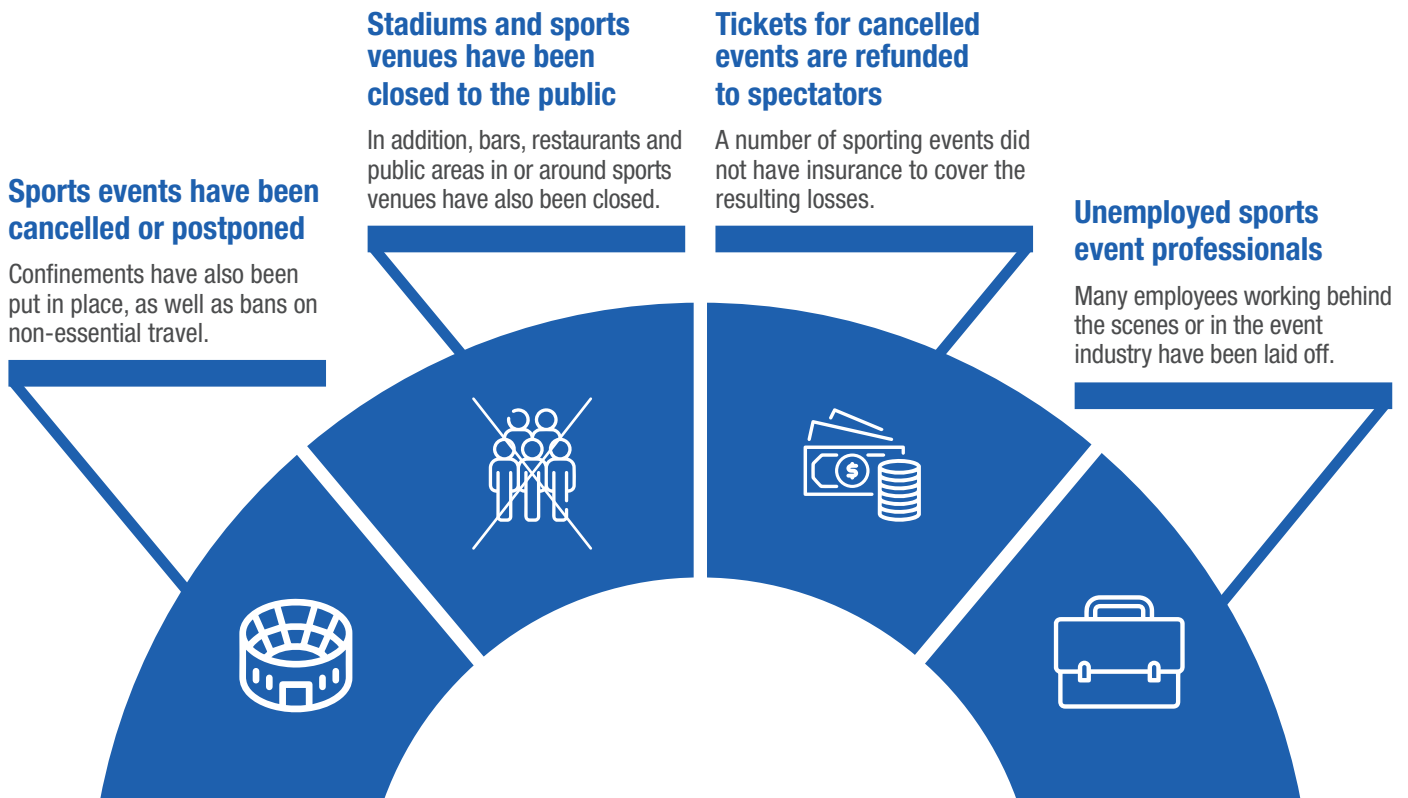 Sports events have been
cancelled or postponed
Confinements have also been
put in place, as well as bans on
non-essential travel.
Stadiums and sports
venues have been
closed to the public
In addition, bars, restaurants and
public areas in or around sports
venues have also been closed.
Tickets for cancelled
events are refunded
to spectators
A number of sporting events did
not have insurance to cover the
resulting losses.
Unemployed sports
event professionals
Many employees working behind
the scenes or in the event
industry have been laid off.
$